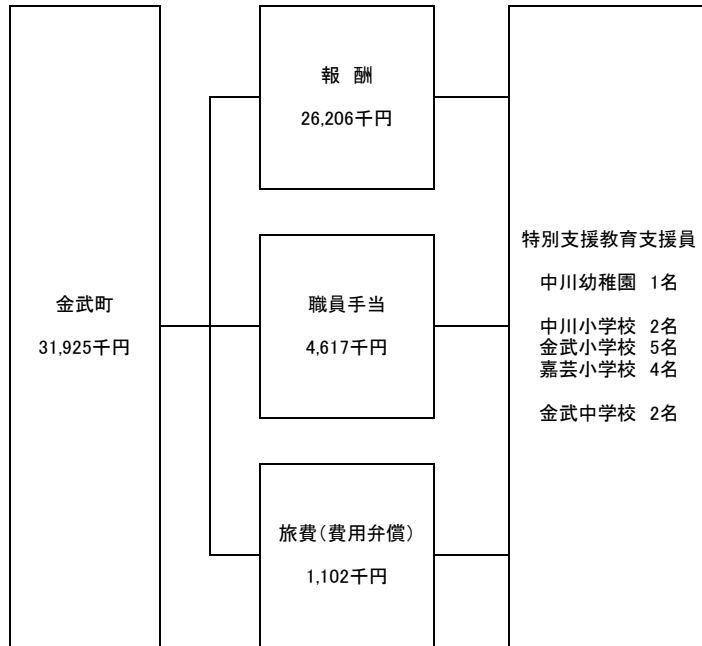 金武町
31,925千円
報 酬
26,206千円
職員手当
4,617千円
旅費(費用弁償)
1,102千円
特別支援教育支援員
中川幼稚園 1名
中川小学校 2名
金武小学校 5名
嘉芸小学校 4名
金武中学校 2名